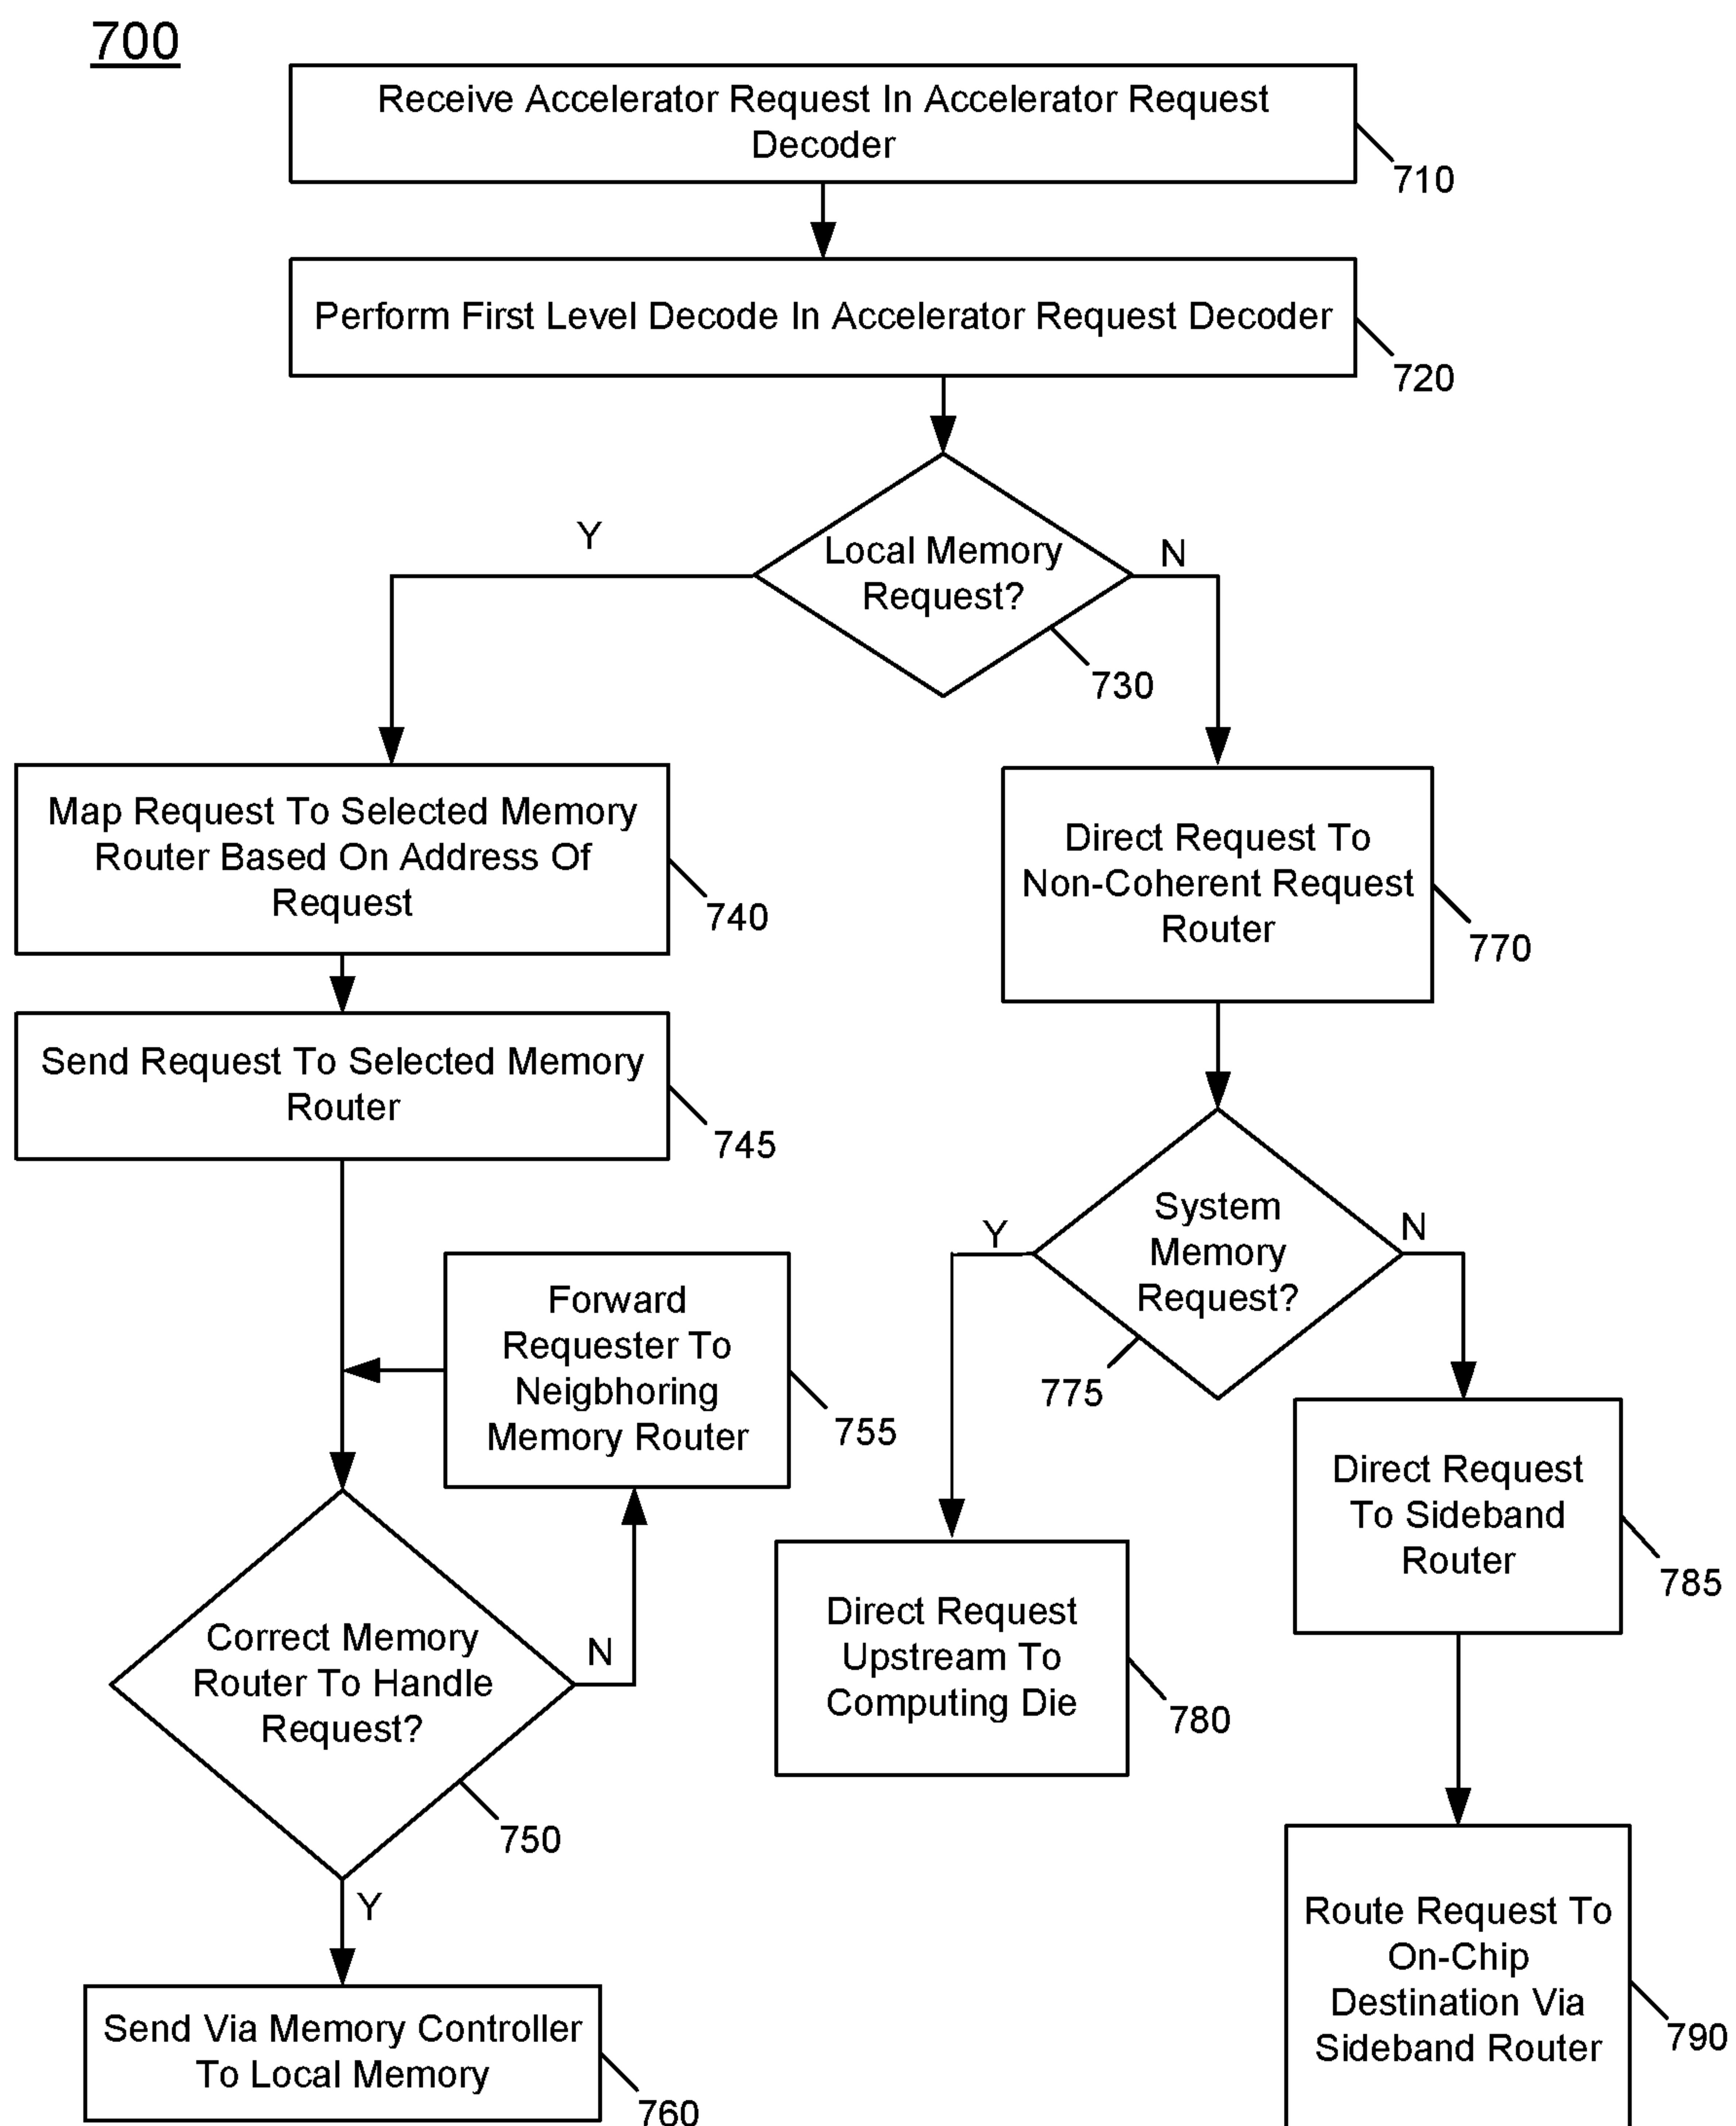 700
Receive Accelerator Request In Accelerator Request
Decoder
710
Perform First Level Decode In Accelerator Request Decoder
720
Local Memory
Request?
Y
N
730
Map Request To Selected Memory
Router Based On Address Of
Request
740
Direct Request To
Non-Coherent Request
Router
770
Send Request To Selected Memory
Router
745
System
Memory
Request?
Y
N
775
Forward
Requester To
Neigbhoring
Memory Router
755
Direct Request
To Sideband
Router
785
Direct Request
Upstream To
Computing Die
780
Correct Memory
Router To Handle
Request?
N
750
Y
Route Request To
On-Chip
Destination Via
Sideband Router
790
Send Via Memory Controller
To Local Memory
760